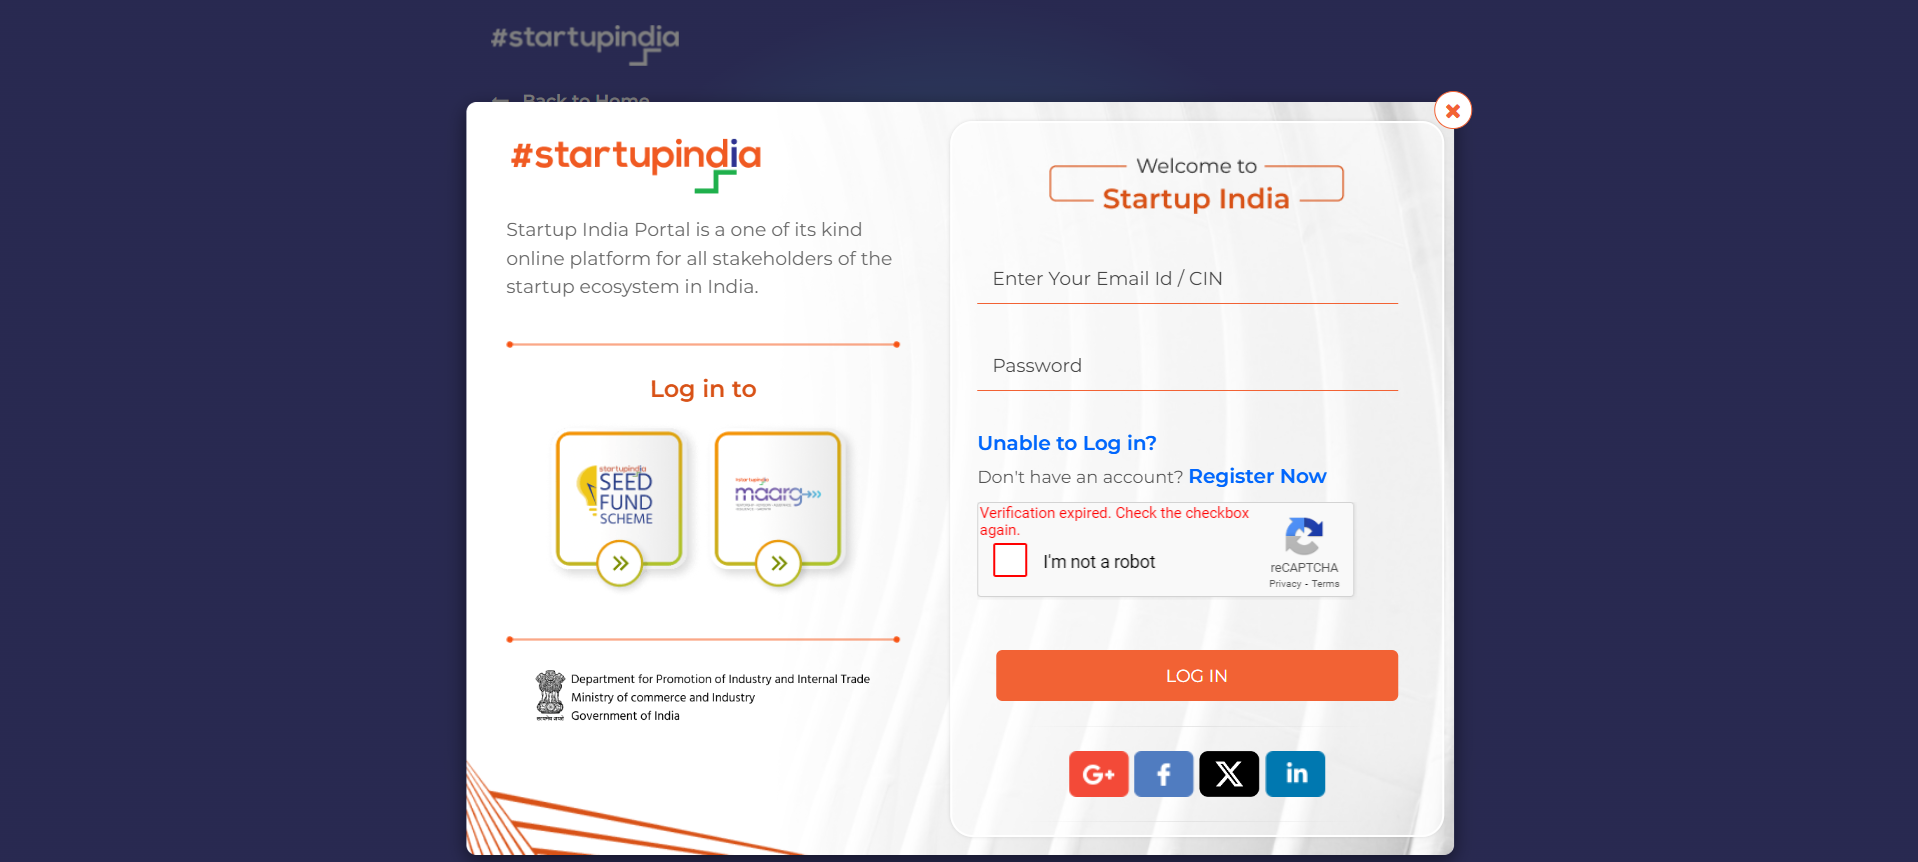 #startupindia
Back to Home
#startupindia
Startup India Portal is a one of its kind
online platform for all stakeholders of the
startup ecosystem in India.
Log in to
startupindia
SEED
FUND
SCHEME
#startupindia
maarg
Department for Promotion of Industry and Internal Trade
Ministry of commerce and Industry
Government of India
Welcome to
Startup India
Enter Your Email Id / CIN
Password
Unable to Log in?
Don't have an account? Register Now
Verification expired. Check the checkbox
again.
I'm not a robot
reCAPTCHA
Privacy - Terms
LOG IN
G+
f
X
in